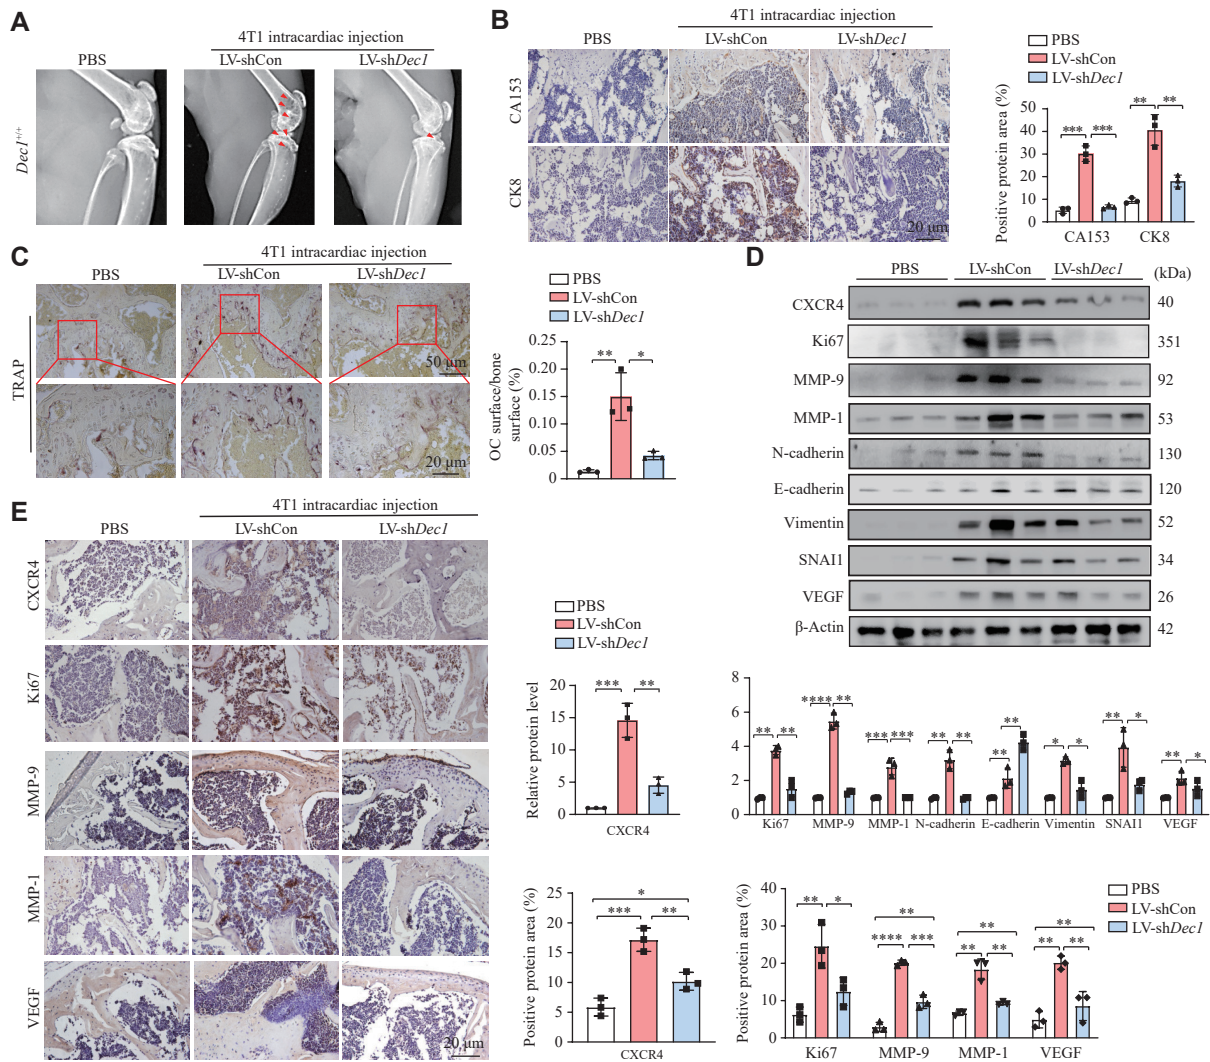 A
4T1 intracardiac injection
PBS
LV-shCon
LV-shDec1
Dec1+/+
B
4T1 intracardiac injection
PBS
LV-shCon
LV-shDec1
CA153
CK8
20 μm
PBS
LV-shCon
LV-shDec1
Positive protein area (%)
50
40
30
20
10
0
***
***
**
**
CA153
CK8
C
4T1 intracardiac injection
PBS
LV-shCon
LV-shDec1
TRAP
50 μm
20 μm
PBS
LV-shCon
LV-shDec1
OC surface/bone
surface (%)
0.25
0.20
0.15
0.10
0.05
0
**
*
D
PBS
LV-shCon
LV-shDec1
(kDa)
CXCR4
40
Ki67
351
MMP-9
92
MMP-1
53
N-cadherin
130
E-cadherin
120
Vimentin
52
SNAI1
34
VEGF
26
β-Actin
42
PBS
LV-shCon
LV-shDec1
Relative protein level
20
15
10
5
0
***
**
CXCR4
8
6
4
2
0
**
**
****
**
***
***
**
**
**
**
*
*
**
*
**
*
Ki67
MMP-9
MMP-1
N-cadherin
E-cadherin
Vimentin
SNAI1
VEGF
E
4T1 intracardiac injection
PBS
LV-shCon
LV-shDec1
CXCR4
Ki67
MMP-9
MMP-1
VEGF
20 μm
Positive protein area (%)
25
20
15
10
5
0
*
***
**
CXCR4
Positive protein area (%)
40
30
20
10
0
**
*
**
****
***
**
**
**
**
**
**
Ki67
MMP-9
MMP-1
VEGF
PBS
LV-shCon
LV-shDec1